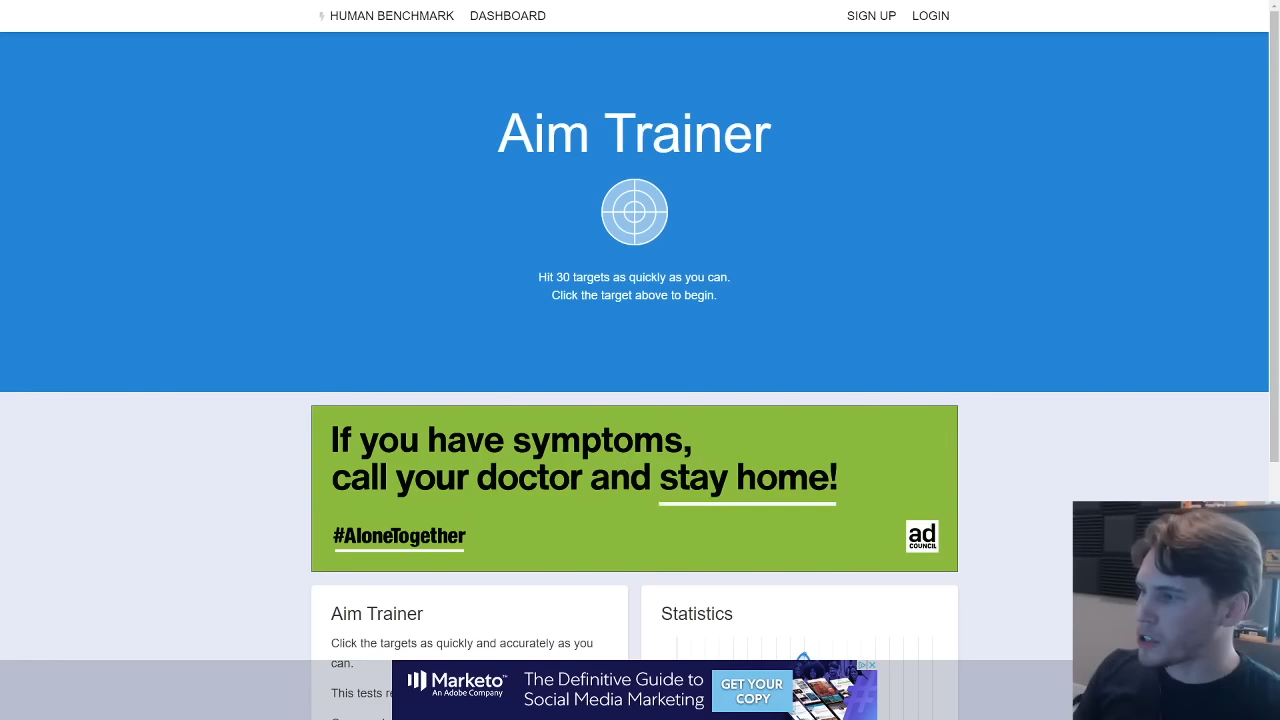 HUMAN BENCHMARK DASHBOARD SIGN UP LOGIN
Aim Trainer
Hit 30 targets as quickly as you can.
Click the target above to begin.
If you have symptoms,
call your doctor and stay home!
#AloneTogether
ad
COUNCIL
Aim Trainer
Click the targets as quickly and accurately as you
can.
This tests
Statistics
Marketo
An Adobe Company
The Definitive Guide to
Social Media Marketing
GET YOUR
COPY